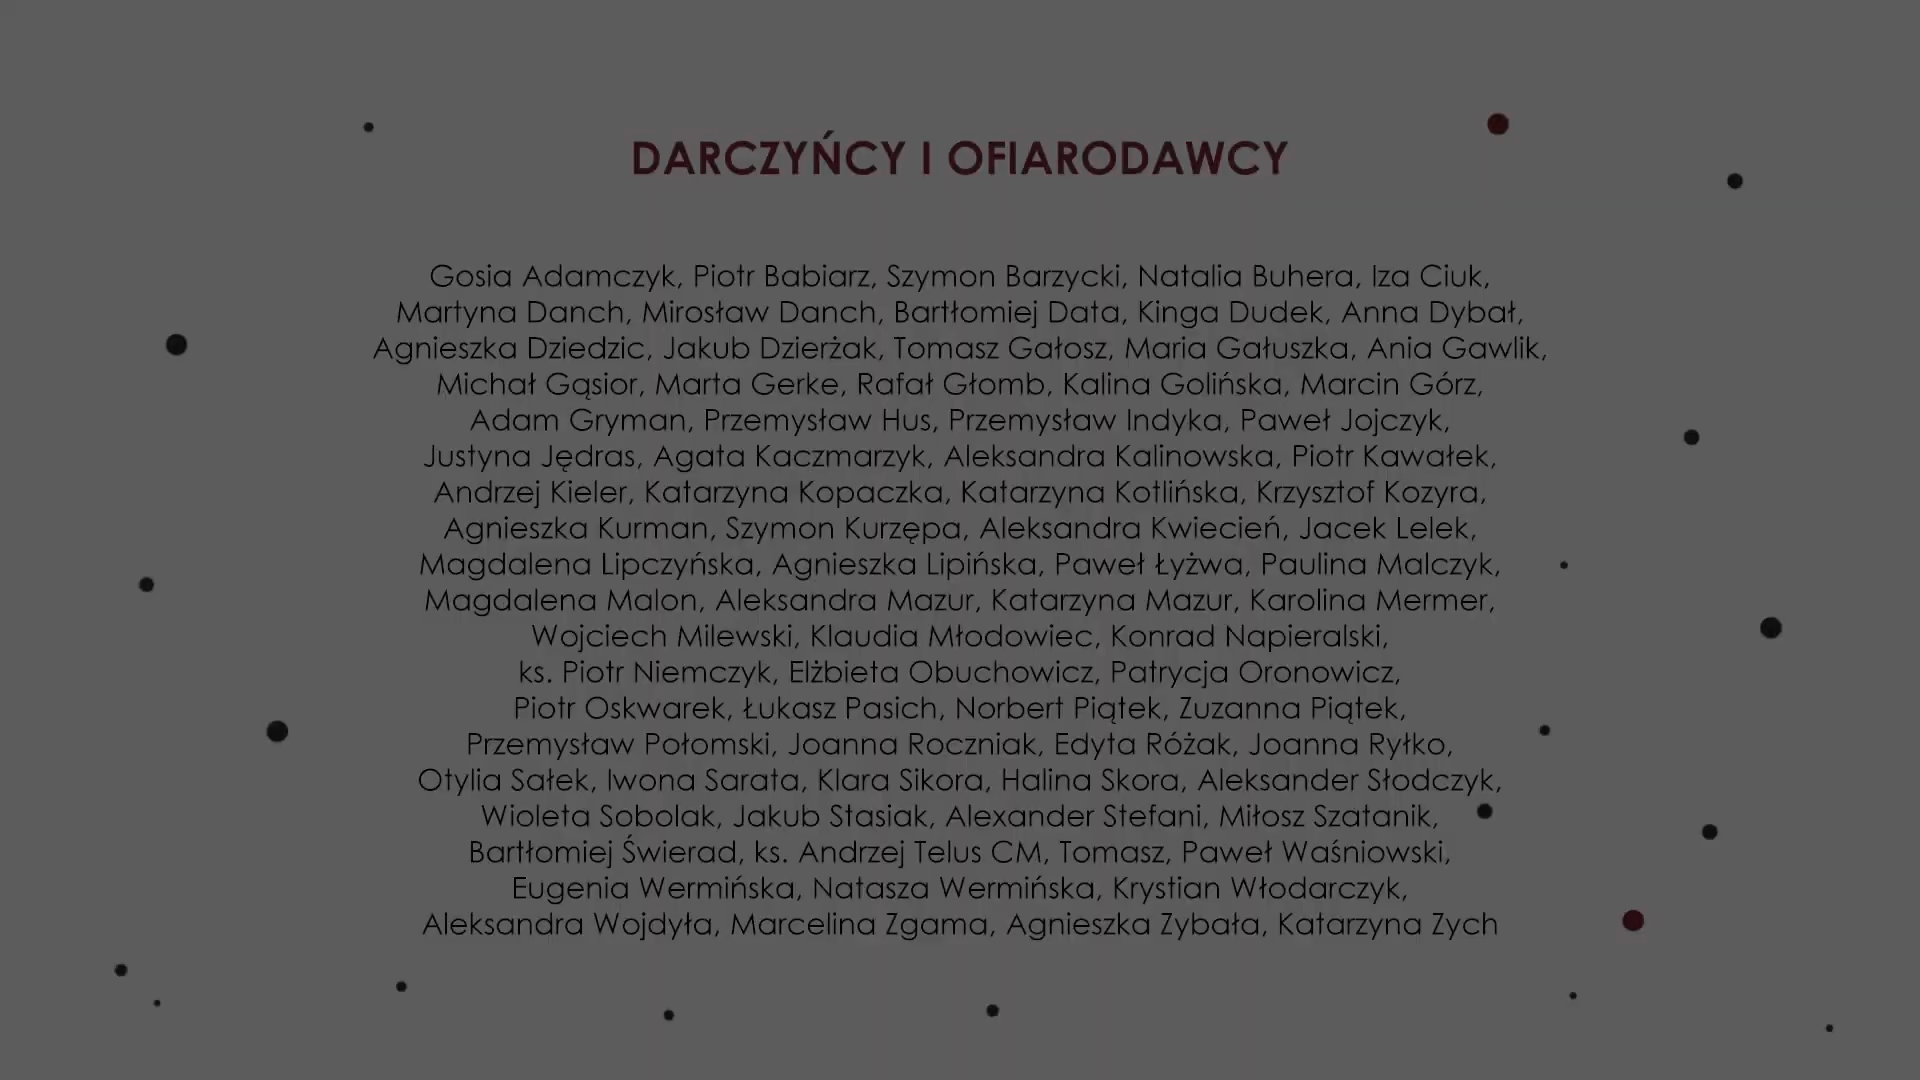 DARCZYŃCY I OFIARODAWCY
Gosia Adamczyk, Piotr Babiarz, Szymon Barzycki, Natalia Buhera, Iza Ciuk,
Martyna Danch, Mirosław Danch, Bartłomiej Data, Kinga Dudek, Anna Dybał,
Agnieszka Dziedzic, Jakub Dzierżak, Tomasz Gałosz, Maria Gałuszka, Ania Gawlik,
Michał Gąsior, Marta Gerke, Rafał Głomb, Kalina Golińska, Marcin Górz,
Adam Gryman, Przemysław Hus, Przemysław Indyka, Paweł Jojczyk,
Justyna Jędras, Agata Kaczmarzyk, Aleksandra Kalinowska, Piotr Kawałek,
Andrzej Kieler, Katarzyna Kopaczka, Katarzyna Kotlińska, Krzysztof Kozyra,
Agnieszka Kurman, Szymon Kurzępa, Aleksandra Kwiecień, Jacek Lelek,
Magdalena Lipczyńska, Agnieszka Lipińska, Paweł Łyżwa, Paulina Malczyk,
Magdalena Malon, Aleksandra Mazur, Katarzyna Mazur, Karolina Mermer,
Wojciech Milewski, Klaudia Młodowiec, Konrad Napieralski,
ks. Piotr Niemczyk, Elżbieta Obuchowicz, Patrycja Oronowicz,
Piotr Oskwarek, Łukasz Pasich, Norbert Piątek, Zuzanna Piątek,
Przemysław Połomski, Joanna Roczniak, Edyta Różak, Joanna Ryłko,
Otylia Sałek, Iwona Sarata, Klara Sikora, Halina Skora, Aleksander Słodczyk,
Wioleta Sobolak, Jakub Stasiak, Alexander Stefani, Miłosz Szatanik,
Bartłomiej Świerad, ks. Andrzej Telus CM, Tomasz, Paweł Waśniowski,
Eugenia Wermińska, Natasza Wermińska, Krystian Włodarczyk,
Aleksandra Wojdyła, Marcelina Zgama, Agnieszka Zybała, Katarzyna Zych